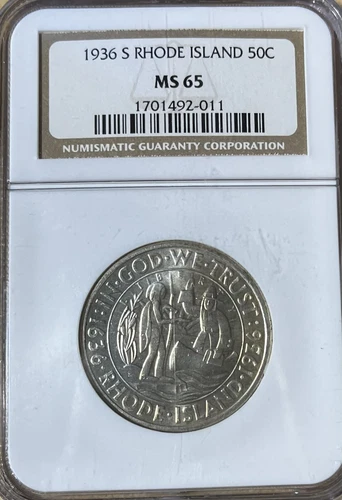 1936 S RHODE ISLAND 50C
MS 65
1701492-011
NUMISMATIC GUARANTY CORPORATION
1636·IN·GOD·WE·TRUST·1936·RHODE·ISLAND·
LIBERTY